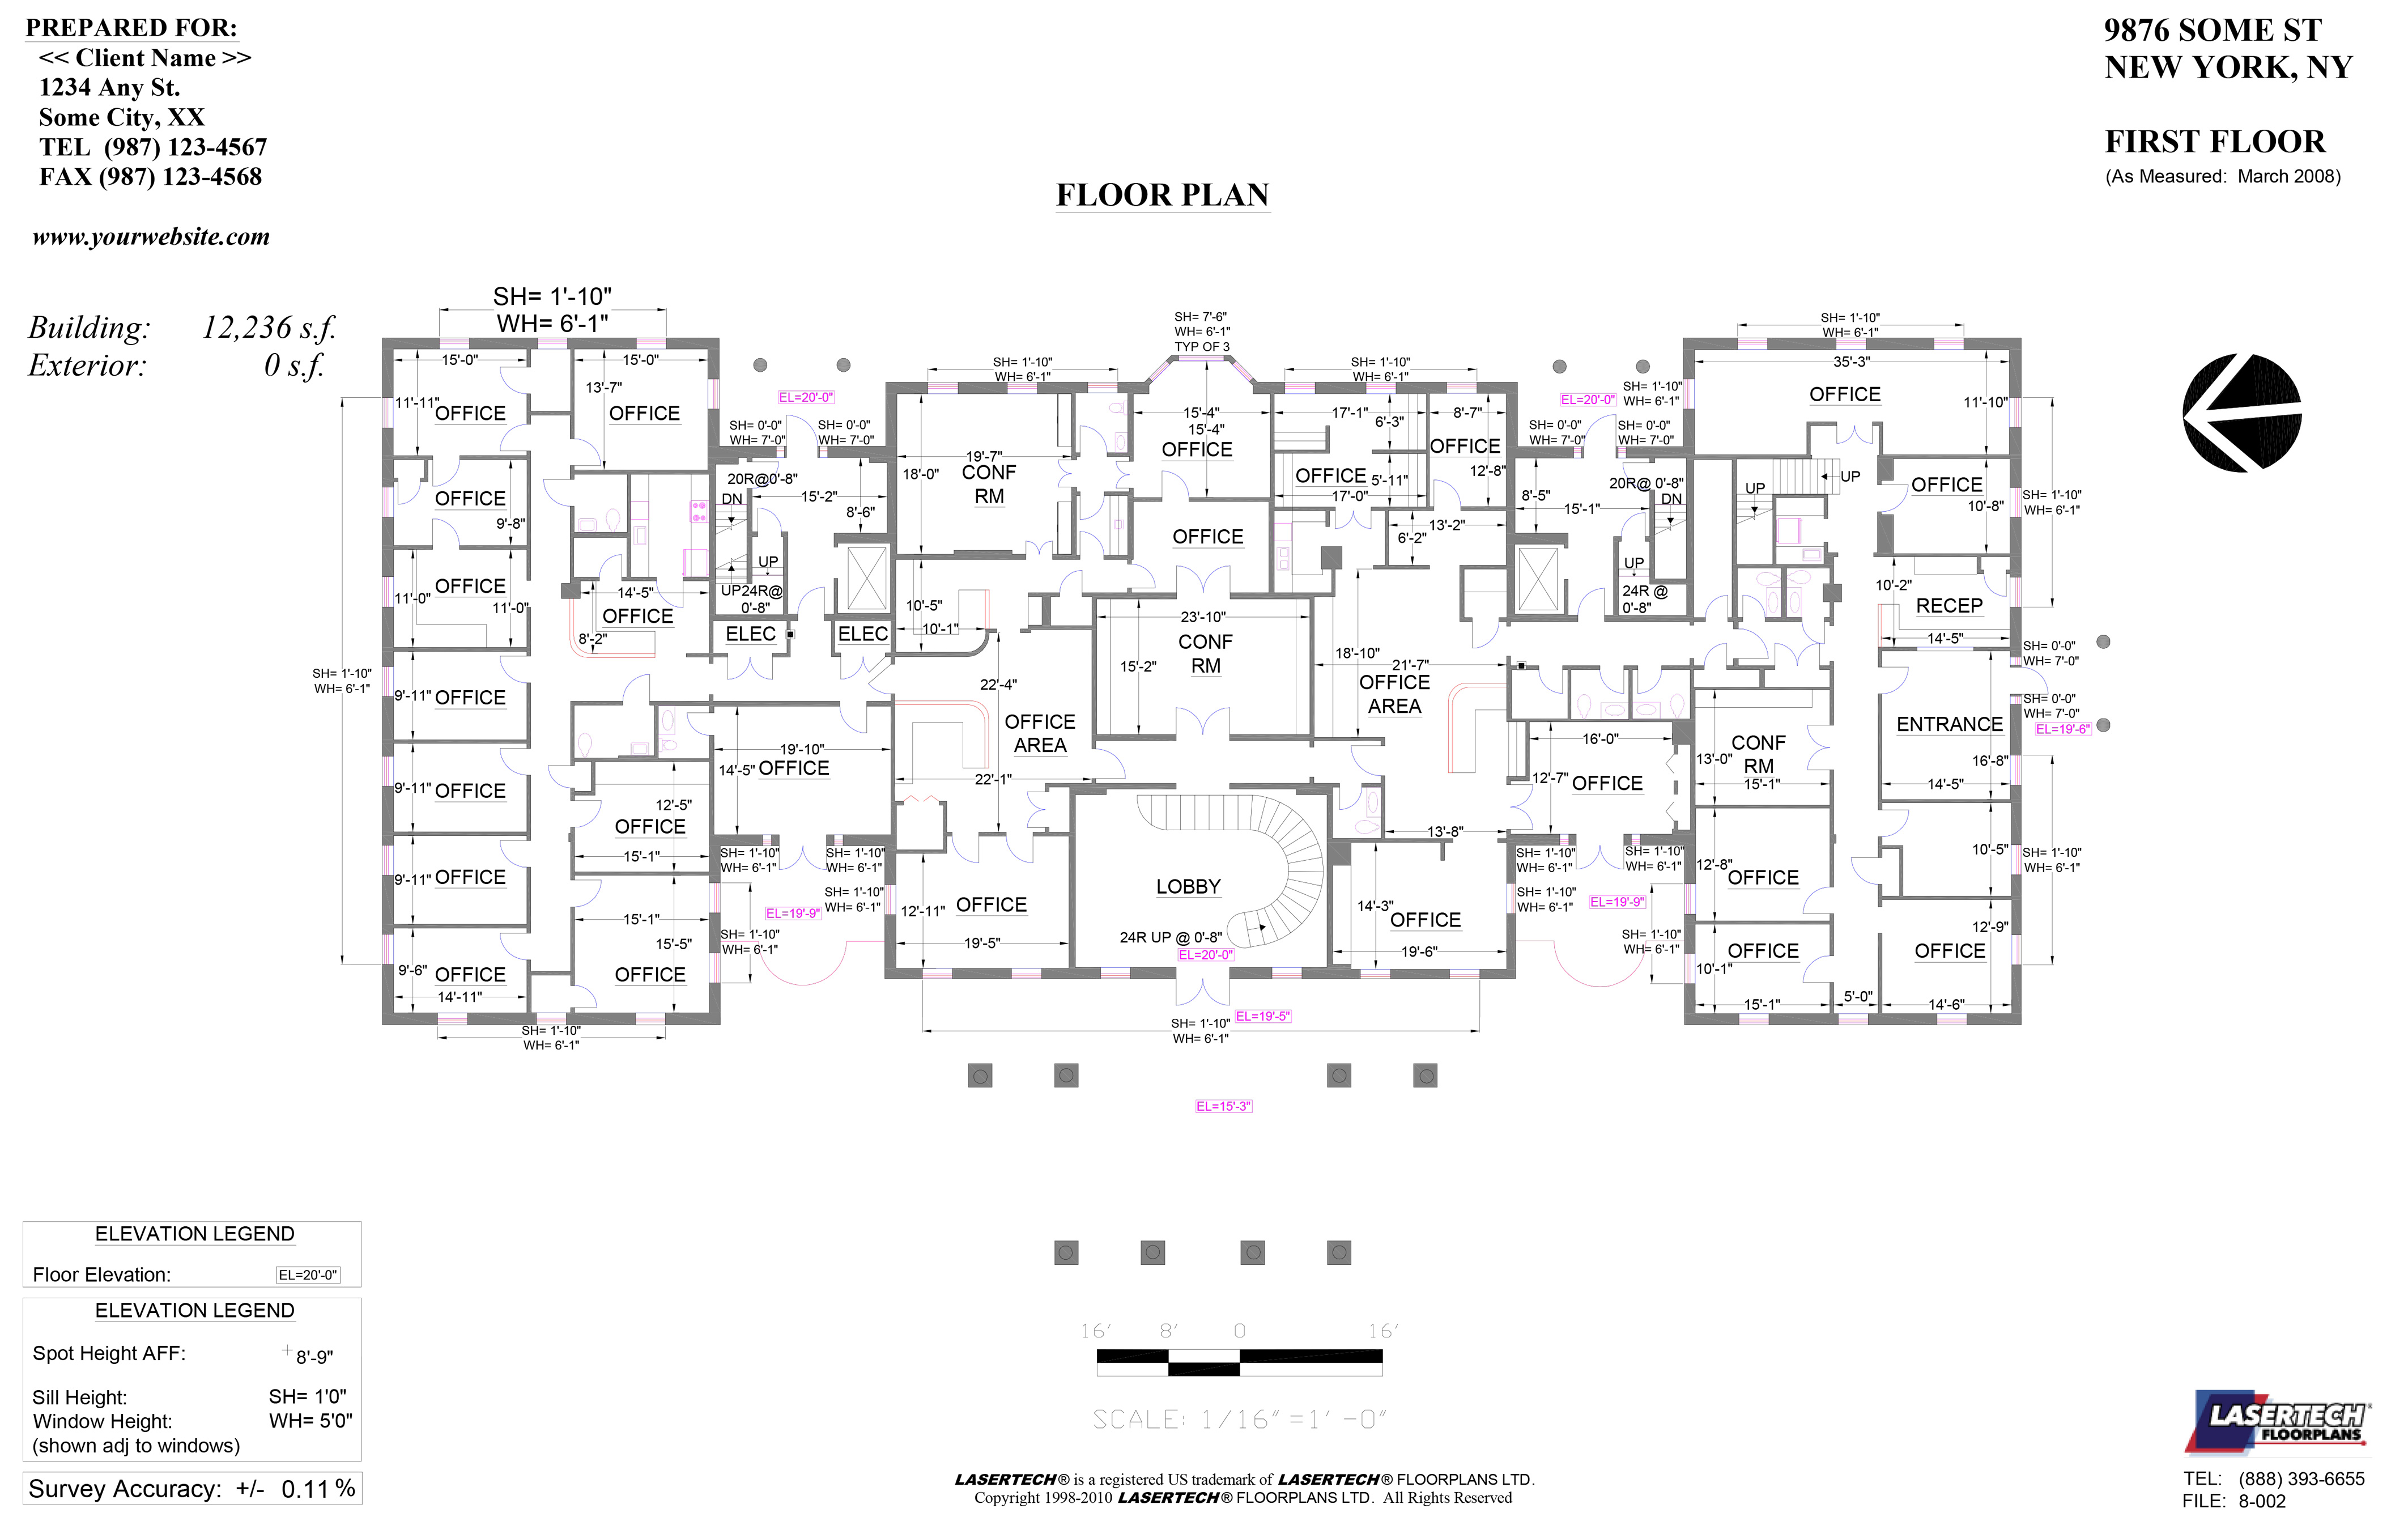 PREPARED FOR:
<< Client Name >>
1234 Any St.
Some City, XX
TEL (987) 123-4567
FAX (987) 123-4568
www.yourwebsite.com
9876 SOME ST
NEW YORK, NY
FIRST FLOOR
(As Measured: March 2008)
FLOOR PLAN
Building: 12,236 s.f.
Exterior: 0 s.f.
SH= 1'-10"
WH= 6'-1"
15'-0"
11'-11"
OFFICE
15'-0"
13'-7"
OFFICE
OFFICE
9'-8"
OFFICE
11'-0"
11'-0"
14'-5"
OFFICE
8'-2"
SH= 1'-10"
WH= 6'-1"
9'-11"
OFFICE
9'-11"
OFFICE
9'-11"
OFFICE
9'-6"
OFFICE
14'-11"
12'-5"
OFFICE
15'-1"
15'-1"
15'-5"
OFFICE
SH= 1'-10"
WH= 6'-1"
EL=20'-0"
SH= 0'-0"
WH= 7'-0"
SH= 0'-0"
WH= 7'-0"
20R@0'-8"
DN
15'-2"
8'-6"
UP
UP24R@
0'-8"
ELEC
ELEC
19'-10"
14'-5"
OFFICE
SH= 1'-10"
WH= 6'-1"
SH= 1'-10"
WH= 6'-1"
SH= 1'-10"
WH= 6'-1"
EL=19'-9"
SH= 1'-10"
WH= 6'-1"
SH= 1'-10"
WH= 6'-1"
19'-7"
18'-0"
CONF
RM
10'-5"
10'-1"
22'-4"
OFFICE
AREA
22'-1"
12'-11"
OFFICE
19'-5"
SH= 7'-6"
WH= 6'-1"
TYP OF 3
15'-4"
15'-4"
OFFICE
OFFICE
23'-10"
CONF
RM
15'-2"
LOBBY
24R UP @ 0'-8"
EL=20'-0"
EL=19'-5"
SH= 1'-10"
WH= 6'-1"
EL=15'-3"
SH= 1'-10"
WH= 6'-1"
17'-1"
6'-3"
8'-7"
OFFICE
12'-8"
OFFICE
5'-11"
17'-0"
13'-2"
6'-2"
18'-10"
21'-7"
OFFICE
AREA
13'-8"
14'-3"
OFFICE
19'-6"
EL=20'-0"
SH= 1'-10"
WH= 6'-1"
SH= 0'-0"
WH= 7'-0"
SH= 0'-0"
WH= 7'-0"
8'-5"
20R@ 0'-8"
DN
15'-1"
UP
24R @
0'-8"
16'-0"
12'-7"
OFFICE
SH= 1'-10"
WH= 6'-1"
SH= 1'-10"
WH= 6'-1"
SH= 1'-10"
WH= 6'-1"
EL=19'-9"
SH= 1'-10"
WH= 6'-1"
SH= 1'-10"
WH= 6'-1"
35'-3"
OFFICE
11'-10"
UP
UP
OFFICE
10'-8"
SH= 1'-10"
WH= 6'-1"
10'-2"
RECEP
14'-5"
SH= 0'-0"
WH= 7'-0"
SH= 0'-0"
WH= 7'-0"
EL=19'-6"
ENTRANCE
16'-8"
14'-5"
CONF
RM
13'-0"
15'-1"
12'-8"
OFFICE
10'-5"
SH= 1'-10"
WH= 6'-1"
OFFICE
10'-1"
15'-1"
5'-0"
12'-9"
OFFICE
14'-6"
ELEVATION LEGEND
Floor Elevation: EL=20'-0"
ELEVATION LEGEND
Spot Height AFF: 8'-9"
Sill Height: SH= 1'0"
Window Height: WH= 5'0"
(shown adj to windows)
Survey Accuracy: +/- 0.11 %
16' 8' 0 16'
SCALE: 1/16" =1' -0"
LASERTECH® is a registered US trademark of LASERTECH® FLOORPLANS LTD.
Copyright 1998-2010 LASERTECH® FLOORPLANS LTD. All Rights Reserved
LASERTECH®
FLOORPLANS
TEL: (888) 393-6655
FILE: 8-002